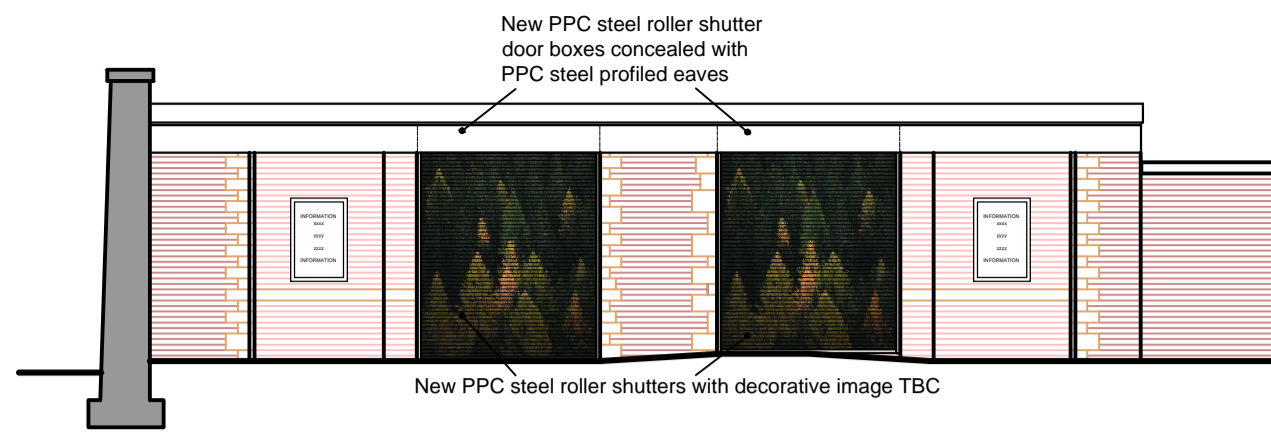 New PPC steel roller shutter
door boxes concealed with
PPC steel profiled eaves
INFORMATION
xxxx
yyyy
zzzz
INFORMATION
INFORMATION
xxxx
yyyy
zzzz
INFORMATION
New PPC steel roller shutters with decorative image TBC